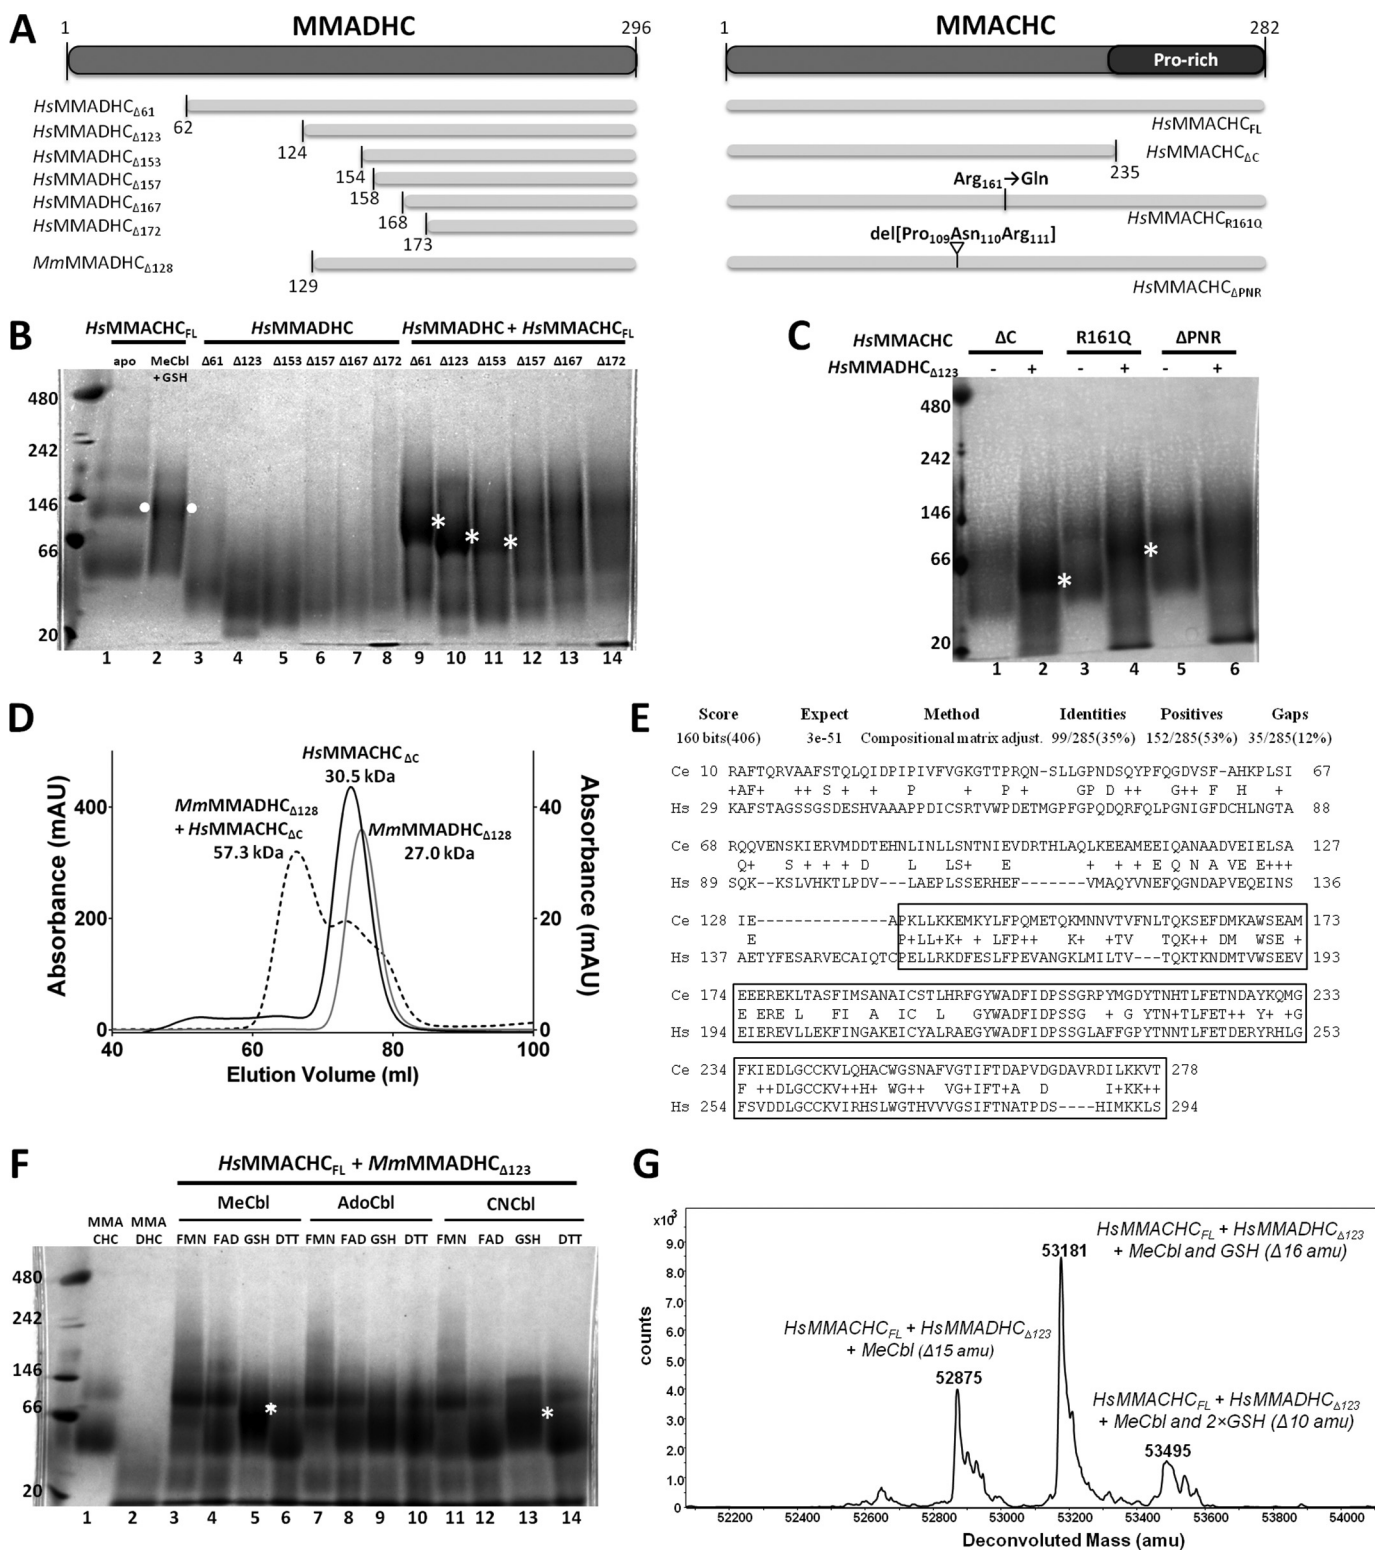 A
1 MMADHC 296
HsMMADHCΔ61
62
HsMMADHCΔ123
124
HsMMADHCΔ153
154
HsMMADHCΔ157
158
HsMMADHCΔ167
168
HsMMADHCΔ172
173
MmMMADHCΔ128
129
1 MMACHC 282
Pro-rich
HsMMACHCFL
HsMMACHCΔC
235
Arg161→Gln
HsMMACHCR161Q
del[Pro109Asn110Arg111]
HsMMACHCΔPNR
B
HsMMACHCFL HsMMADHC HsMMADHC + HsMMACHCFL
apo MeCbl + GSH Δ61 Δ123 Δ153 Δ157 Δ167 Δ172 Δ61 Δ123 Δ153 Δ157 Δ167 Δ172
480
242
146
66
20
* * *
1 2 3 4 5 6 7 8 9 10 11 12 13 14
C
HsMMACHC ΔC R161Q ΔPNR
HsMMADHCΔ123 - + - + - +
480
242
146
66
20
* *
1 2 3 4 5 6
D
HsMMACHCΔC
30.5 kDa
MmMMADHCΔ128
+ HsMMACHCΔC
57.3 kDa
MmMMADHCΔ128
27.0 kDa
Absorbance (mAU)
400
200
0
Absorbance (mAU)
40
20
0
40 60 80 100
Elution Volume (ml)
E
Score Expect Method Identities Positives Gaps
160 bits(406) 3e-51 Compositional matrix adjust. 99/285(35%) 152/285(53%) 35/285(12%)
Ce 10 RAFTQRVAAFSTQLQIDPIPIVFVGKGTTPRQN-SLLGPNDSQYPFQGDVSF-AHKPLSI 67
+AF+ ++ S + I + P G P D + P ++ F H +
Hs 29 KAFSTAGSSGSDESHVAAAPPDICSRTVWPDETMGPFGPQDQRFQLPGNIGFDCHLNGTA 88
Ce 68 RQQVENSKIERVMDDTEHNLINLLSNTNIEVDRTHLAQLKEEAMEEIQANAADVEIELSA 127
Q+ S + + D L LS+ E + + + E Q N A VE E+++
Hs 89 SQK--KSLVHKTLPDV---LAEPLSSERHEF-------VMAQYVNEFQGNDAPVEQEINS 136
Ce 128 IE--------------APKLLKKEMKYLFPQMETQKMNNVTVFNLTQKSEFDMKAWSEAM 173
E P+LL+K+ + LFP++ K+ +TV TQK++ DM WSE +
Hs 137 AETYFESARVECAIQTCPELLRKDFESLFPEVANGKLMILTV---TQKTKNDMTVWSEEV 193
Ce 174 EEEREKLTASFIMSANAICSTLHRFGYWADFIDPSSGRPYMGDYTNHTLFETNDAYKQMG 233
E ERE L FI A IC L GYWADFIDPSSG + G YTN+TLFET++ Y+ +G
Hs 194 EIEREVLLEKFINGAKEICYALRAEGYWADFIDPSSGLAFFGPYTNNTLFETDERYRHLG 253
Ce 234 FKIEDLGCCKVLQHACWGSNAFVGTIFTDAPVDGDAVRDILKKVT 278
F ++DLGCCKV++H+ WG++ VG+IFT+A D I+KK++
Hs 254 FSVDDLGCCKVIRHSLWGTHVVVGSIFTNATPDS----HIMKKLS 294
F
HsMMACHCFL + MmMMADHCΔ123
MeCbl AdoCbl CNCbl
MMA CHC MMA DHC FMN FAD GSH DTT FMN FAD GSH DTT FMN FAD GSH DTT
480
242
146
66
20
* *
1 2 3 4 5 6 7 8 9 10 11 12 13 14
G
x10³
9.0
8.0
7.0
6.0
5.0
4.0
3.0
2.0
1.0
0
counts
HsMMACHCFL + HsMMADHCΔ123
+ MeCbl and GSH (Δ16 amu)
53181
HsMMACHCFL + HsMMADHCΔ123
+ MeCbl (Δ15 amu)
52875
HsMMACHCFL + HsMMADHCΔ123
+ MeCbl and 2×GSH (Δ10 amu)
53495
52200 52400 52600 52800 53000 53200 53400 53600 53800 54000
Deconvoluted Mass (amu)